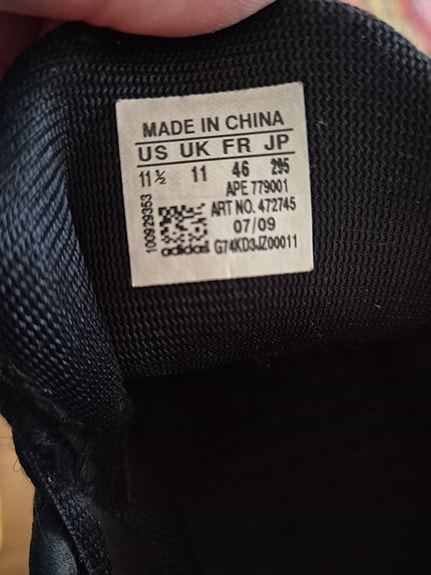 MADE IN CHINA
US UK FR JP
11½ 11 46 295
APE 779001
ART NO. 472745
07/09
G74KD3JZ00011
100929353
adidas